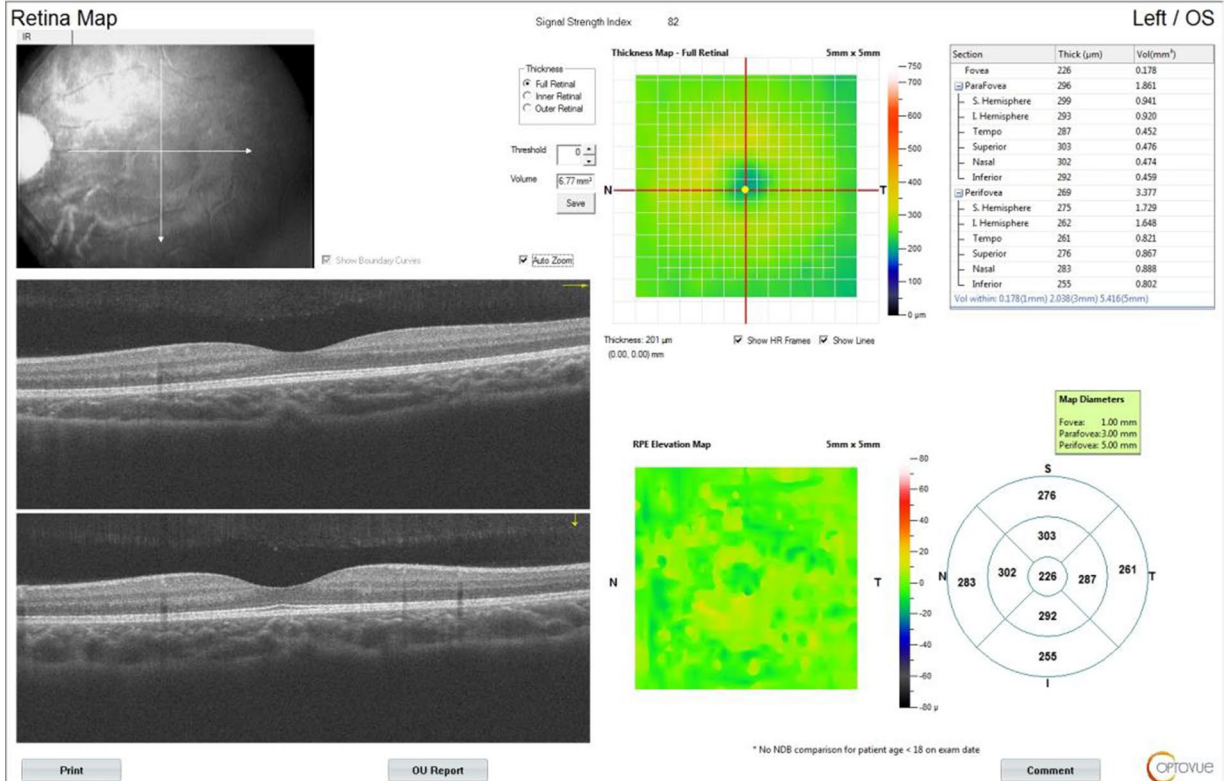 Retina Map
Signal Strength Index 82
Left / OS
IR
Show Boundary Curves
Thickness
Full Retinal
Inner Retinal
Outer Retinal
Threshold 0
Volume 6.77 mm³
Save
Auto Zoom
Thickness Map - Full Retinal 5mm x 5mm
N T
750
700
600
500
400
300
200
100
0 µm
Thickness: 201 µm
(0.00, 0.00) mm
Show HR Frames Show Lines
Section Thick (µm) Vol(mm³)
Fovea 226 0.178
ParaFovea 296 1.861
S. Hemisphere 299 0.941
I. Hemisphere 293 0.920
Tempo 287 0.452
Superior 303 0.476
Nasal 302 0.474
Inferior 292 0.459
Perifovea 269 3.377
S. Hemisphere 275 1.729
I. Hemisphere 262 1.648
Tempo 261 0.821
Superior 276 0.867
Nasal 283 0.888
Inferior 255 0.802
Vol within: 0.178(1mm) 2.038(3mm) 5.416(5mm)
Map Diameters
Fovea: 1.00 mm
Parafovea:3.00 mm
Perifovea: 5.00 mm
RPE Elevation Map 5mm x 5mm
N T
80
60
40
20
0
-20
-40
-60
-80 µ
S
276
303
N 283 302 226 287 261 T
292
255
I
* No NDB comparison for patient age < 18 on exam date
Print
OU Report
Comment
OPTOVUE